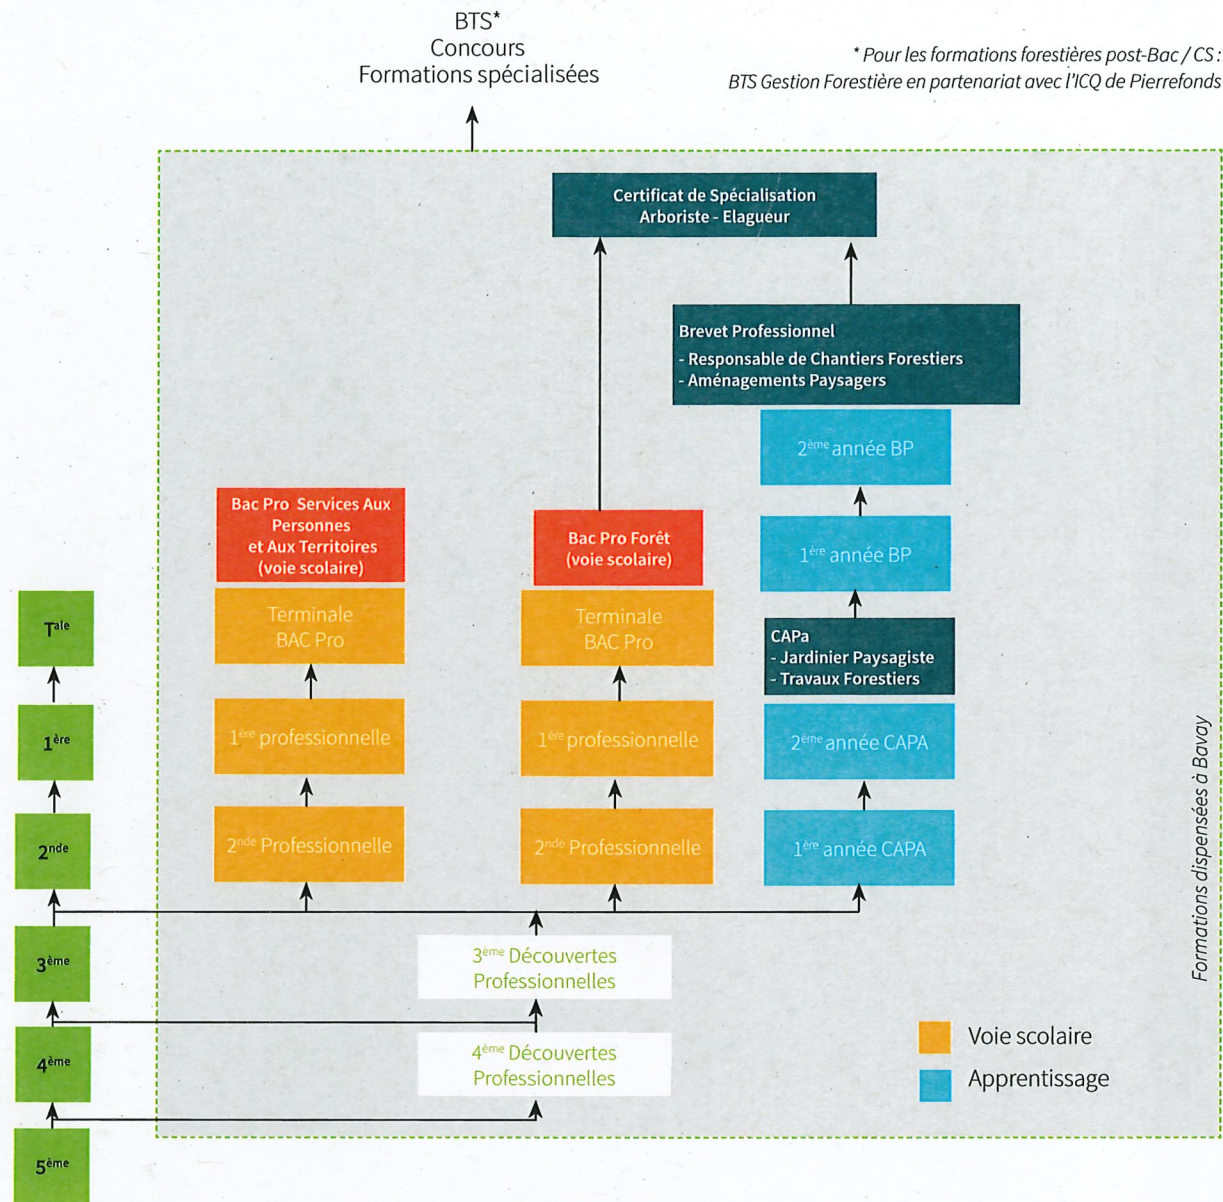 BTS*
Concours
Formations spécialisées
* Pour les formations forestières post-Bac / CS :
BTS Gestion Forestière en partenariat avec l'ICQ de Pierrefonds
Certificat de Spécialisation
Arboriste - Elagueur
Brevet Professionnel
- Responsable de Chantiers Forestiers
- Aménagements Paysagers
2ème année BP
1ère année BP
CAPa
- Jardinier Paysagiste
- Travaux Forestiers
2ème année CAPA
1ère année CAPA
Bac Pro Forêt
(voie scolaire)
Terminale
BAC Pro
1ère professionnelle
2nde Professionnelle
Bac Pro Services Aux
Personnes
et Aux Territoires
(voie scolaire)
Terminale
BAC Pro
1ère professionnelle
2nde Professionnelle
Tale
1ère
2nde
3ème
4ème
5ème
3ème Découvertes
Professionnelles
4ème Découvertes
Professionnelles
Voie scolaire
Apprentissage
Formations dispensées à Bavay